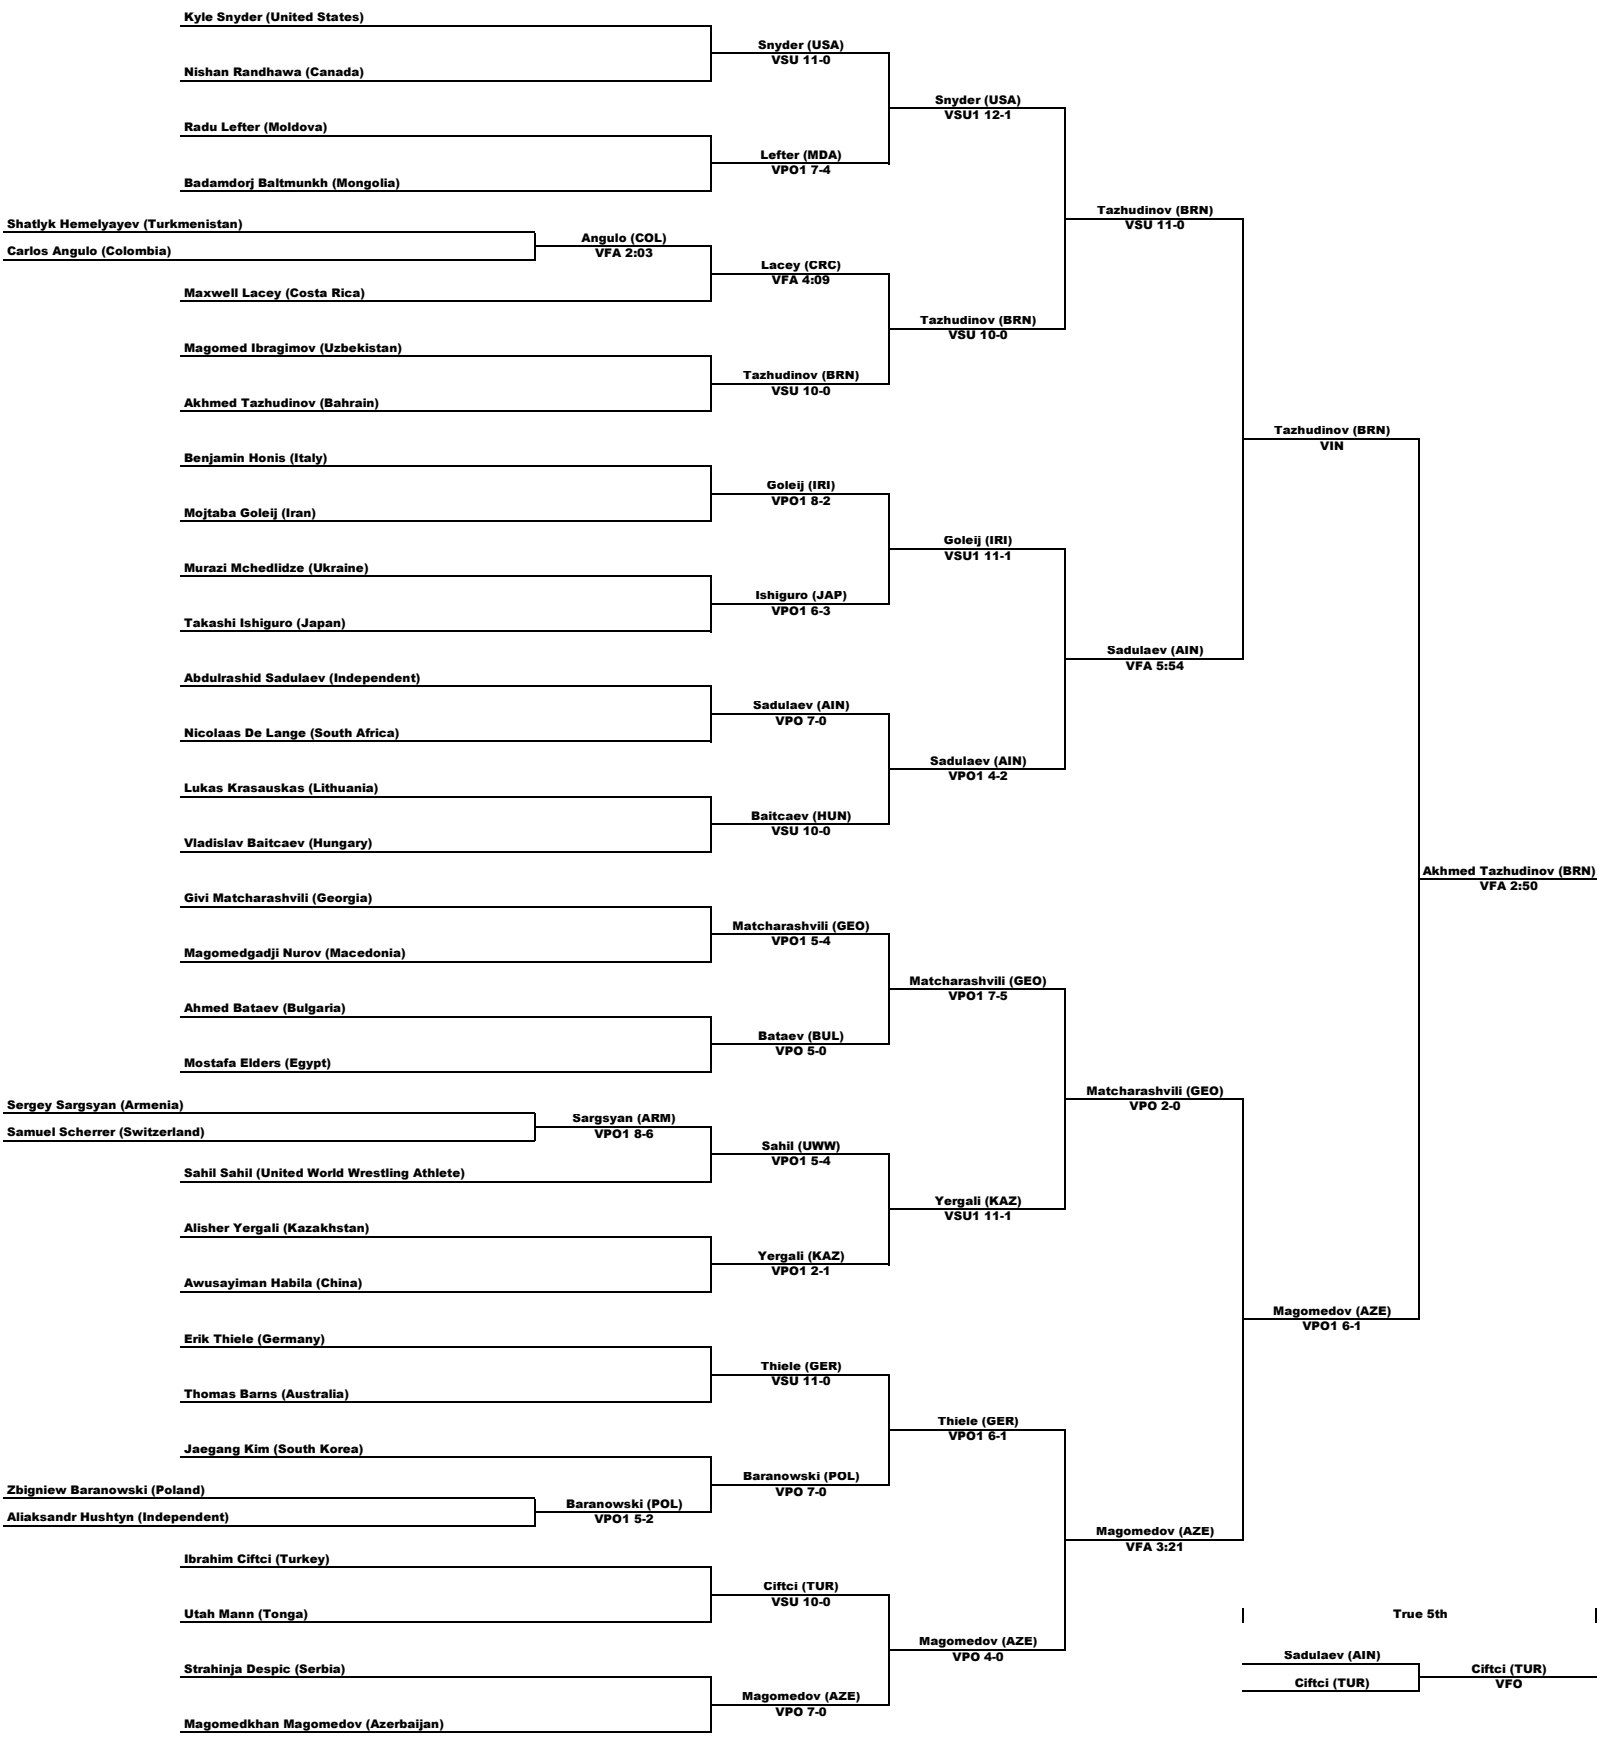 Kyle Snyder (United States)
Nishan Randhawa (Canada)
Snyder (USA)
VSU 11-0
Radu Lefter (Moldova)
Badamdorj Baltmunkh (Mongolia)
Lefter (MDA)
VPO1 7-4
Snyder (USA)
VSU1 12-1
Shatlyk Hemelyayev (Turkmenistan)
Carlos Angulo (Colombia)
Angulo (COL)
VFA 2:03
Maxwell Lacey (Costa Rica)
Lacey (CRC)
VFA 4:09
Magomed Ibragimov (Uzbekistan)
Akhmed Tazhudinov (Bahrain)
Tazhudinov (BRN)
VSU 10-0
Tazhudinov (BRN)
VSU 10-0
Tazhudinov (BRN)
VSU 11-0
Benjamin Honis (Italy)
Mojtaba Goleij (Iran)
Goleij (IRI)
VPO1 8-2
Murazi Mchedlidze (Ukraine)
Takashi Ishiguro (Japan)
Ishiguro (JAP)
VPO1 6-3
Goleij (IRI)
VSU1 11-1
Abdulrashid Sadulaev (Independent)
Nicolaas De Lange (South Africa)
Sadulaev (AIN)
VPO 7-0
Lukas Krasauskas (Lithuania)
Vladislav Baitcaev (Hungary)
Baitcaev (HUN)
VSU 10-0
Sadulaev (AIN)
VPO1 4-2
Sadulaev (AIN)
VFA 5:54
Tazhudinov (BRN)
VIN
Givi Matcharashvili (Georgia)
Magomedgadji Nurov (Macedonia)
Matcharashvili (GEO)
VPO1 5-4
Ahmed Bataev (Bulgaria)
Mostafa Elders (Egypt)
Bataev (BUL)
VPO 5-0
Matcharashvili (GEO)
VPO1 7-5
Sergey Sargsyan (Armenia)
Samuel Scherrer (Switzerland)
Sargsyan (ARM)
VPO1 8-6
Sahil Sahil (United World Wrestling Athlete)
Sahil (UWW)
VPO1 5-4
Alisher Yergali (Kazakhstan)
Awusayiman Habila (China)
Yergali (KAZ)
VPO1 2-1
Yergali (KAZ)
VSU1 11-1
Matcharashvili (GEO)
VPO 2-0
Erik Thiele (Germany)
Thomas Barns (Australia)
Thiele (GER)
VSU 11-0
Jaegang Kim (South Korea)
Zbigniew Baranowski (Poland)
Aliaksandr Hushtyn (Independent)
Baranowski (POL)
VPO1 5-2
Baranowski (POL)
VPO 7-0
Thiele (GER)
VPO1 6-1
Ibrahim Ciftci (Turkey)
Utah Mann (Tonga)
Ciftci (TUR)
VSU 10-0
Strahinja Despic (Serbia)
Magomedkhan Magomedov (Azerbaijan)
Magomedov (AZE)
VPO 7-0
Magomedov (AZE)
VPO 4-0
Magomedov (AZE)
VFA 3:21
Magomedov (AZE)
VPO1 6-1
Akhmed Tazhudinov (BRN)
VFA 2:50
True 5th
Sadulaev (AIN)
Ciftci (TUR)
Ciftci (TUR)
VFO